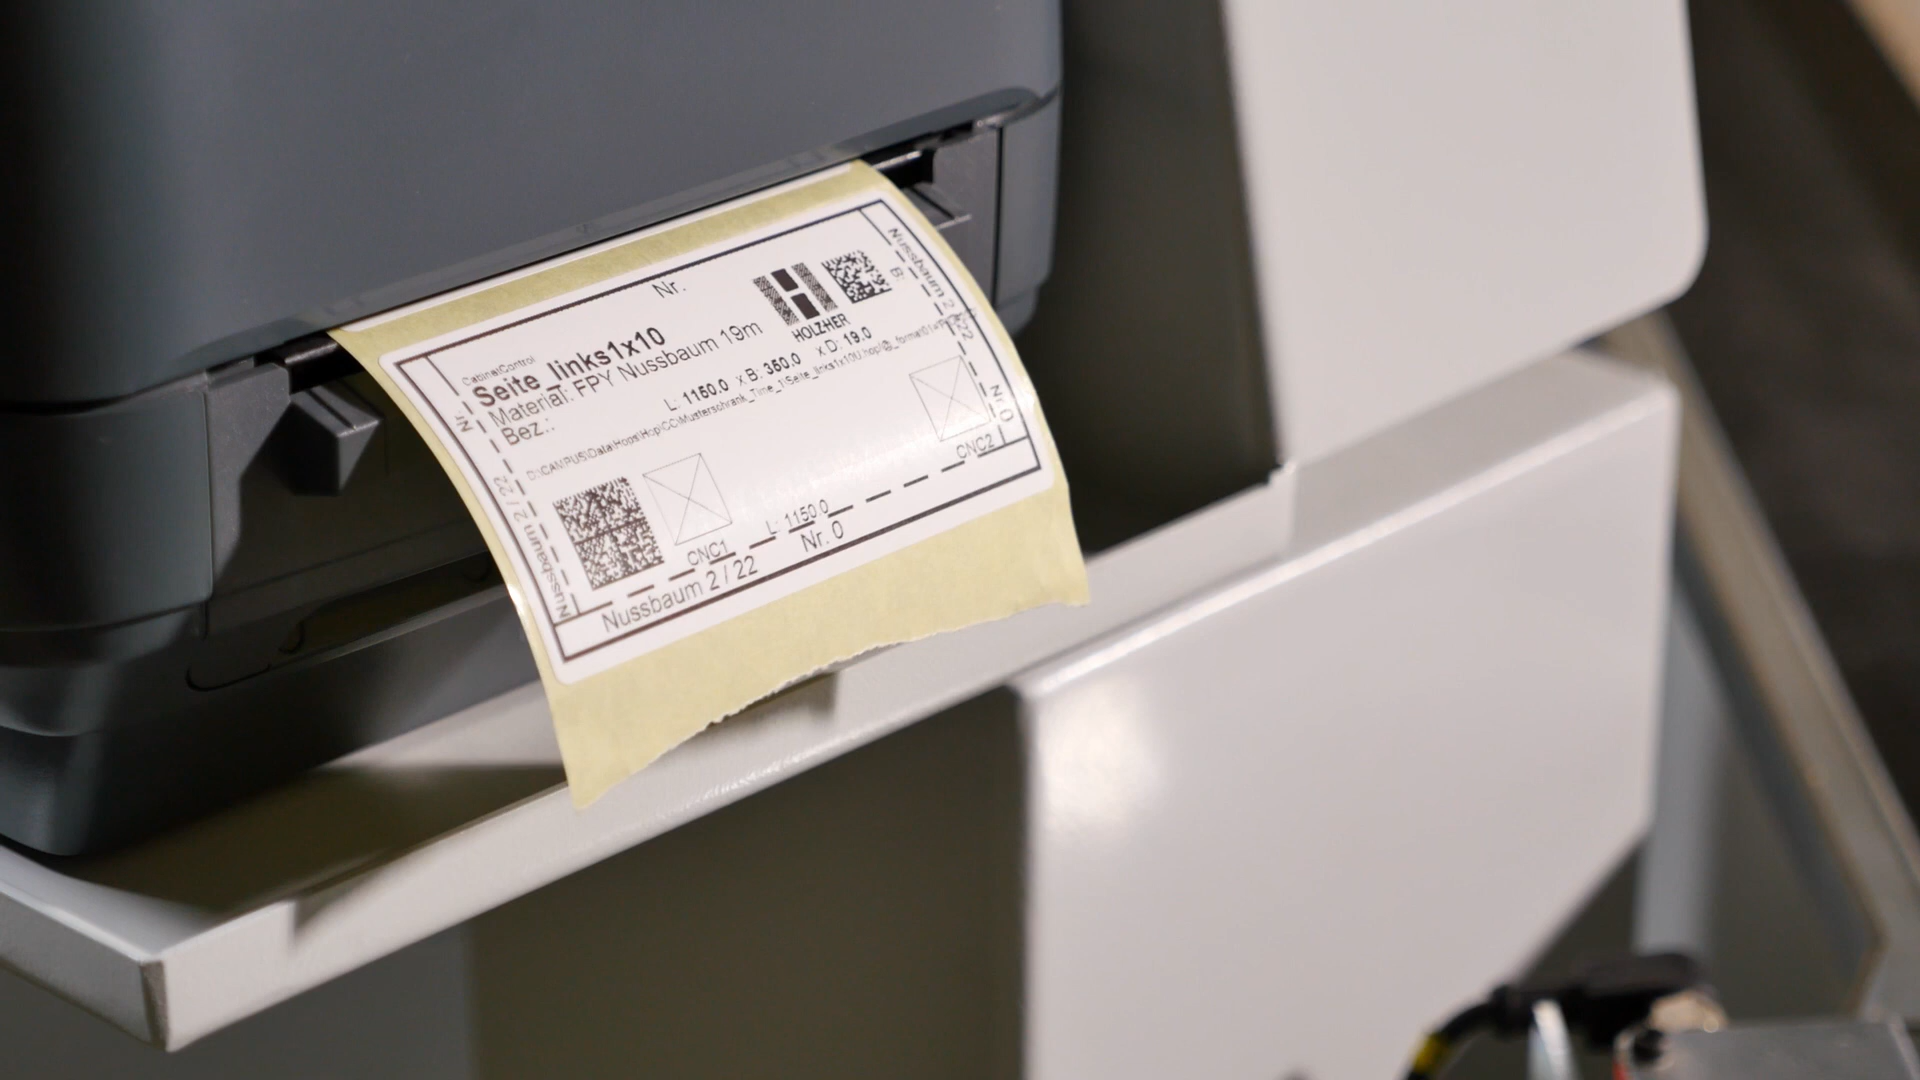 Nr.
HOLZHER
CabinetControl
Seite_links1x10
Material: FPY Nussbaum 19m
Bez.:
L: 1150.0 x B: 350.0 x D: 19.0
CNC1
CNC2
L: 1150.0
Nussbaum 2 / 22
Nr. 0
Nr.
Nussbaum 2 / 22
Nussbaum 2 / 22
B:
Nr. 0